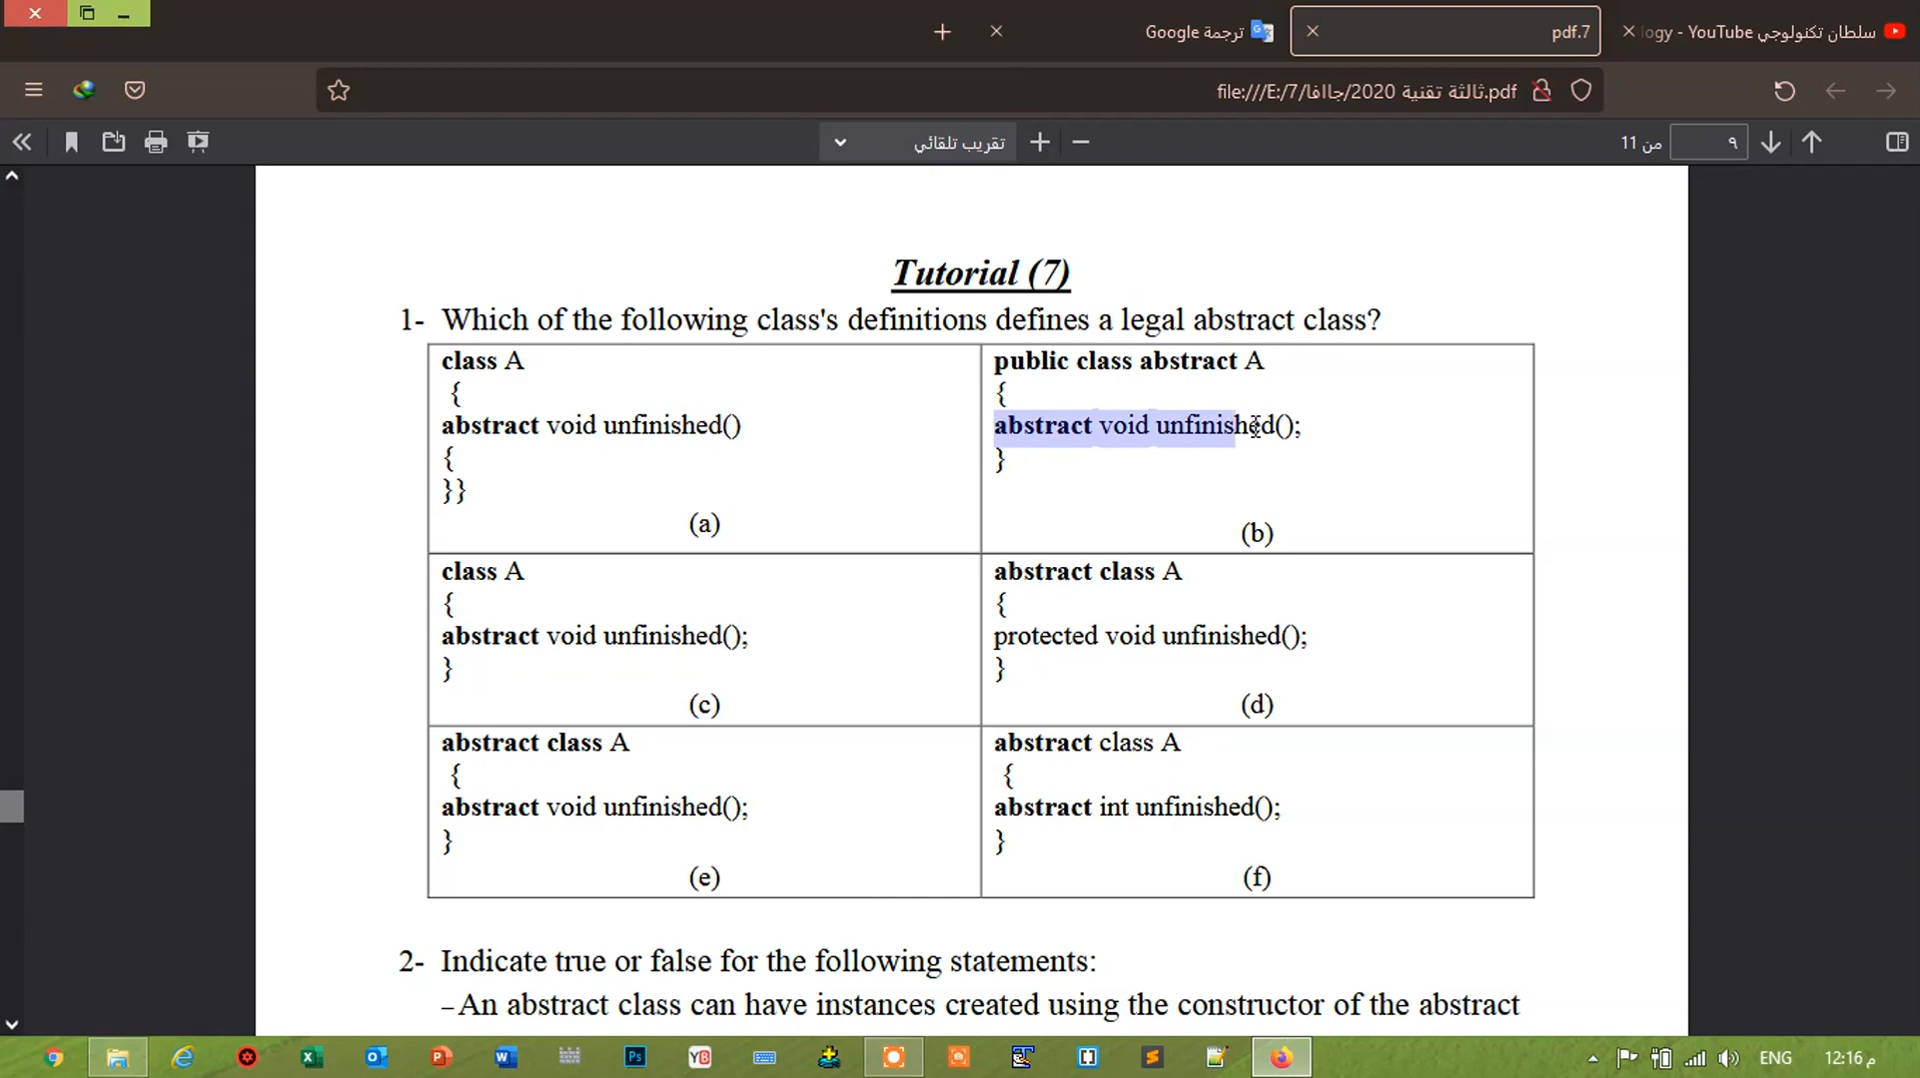 سلطان تكنولوجي logy - YouTube
pdf.7
ترجمة Google
file:///E:/7/جاافا/2020 ثالثة تقنية.pdf
تقريب تلقائي
٩
من 11
Tutorial (7)
1- Which of the following class's definitions defines a legal abstract class?
class A
{
abstract void unfinished()
{
}}
(a)
public class abstract A
{
abstract void unfinished();
}
(b)
class A
{
abstract void unfinished();
}
(c)
abstract class A
{
protected void unfinished();
}
(d)
abstract class A
{
abstract void unfinished();
}
(e)
abstract class A
{
abstract int unfinished();
}
(f)
2- Indicate true or false for the following statements:
–An abstract class can have instances created using the constructor of the abstract
ENG
12:16 م